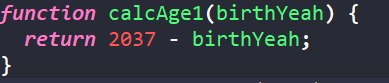 function calcAge1(birthYeah) {
  return 2037 - birthYeah;
}